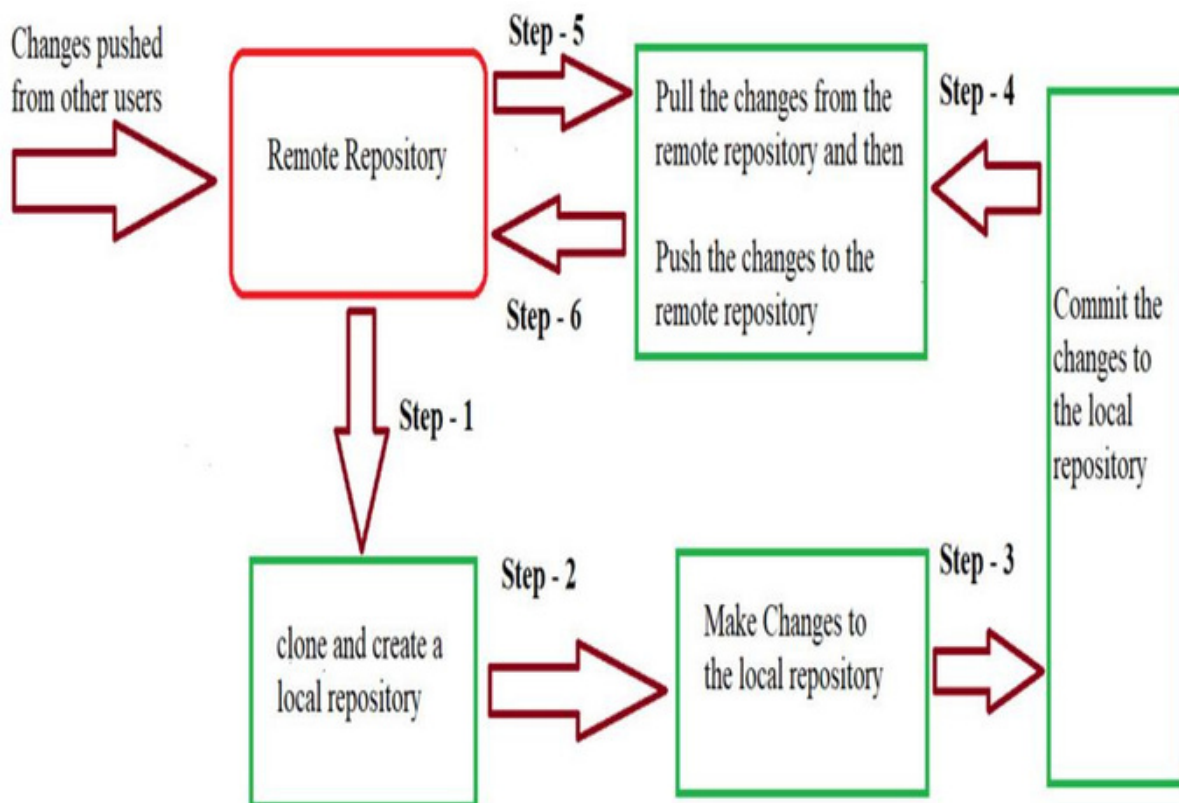 Changes pushed
from other users
Remote Repository
Step - 5
Pull the changes from the
remote repository and then
Push the changes to the
remote repository
Step - 4
Step - 6
Commit the
changes to
the local
repository
Step - 1
clone and create a
local repository
Step - 2
Make Changes to
the local repository
Step - 3